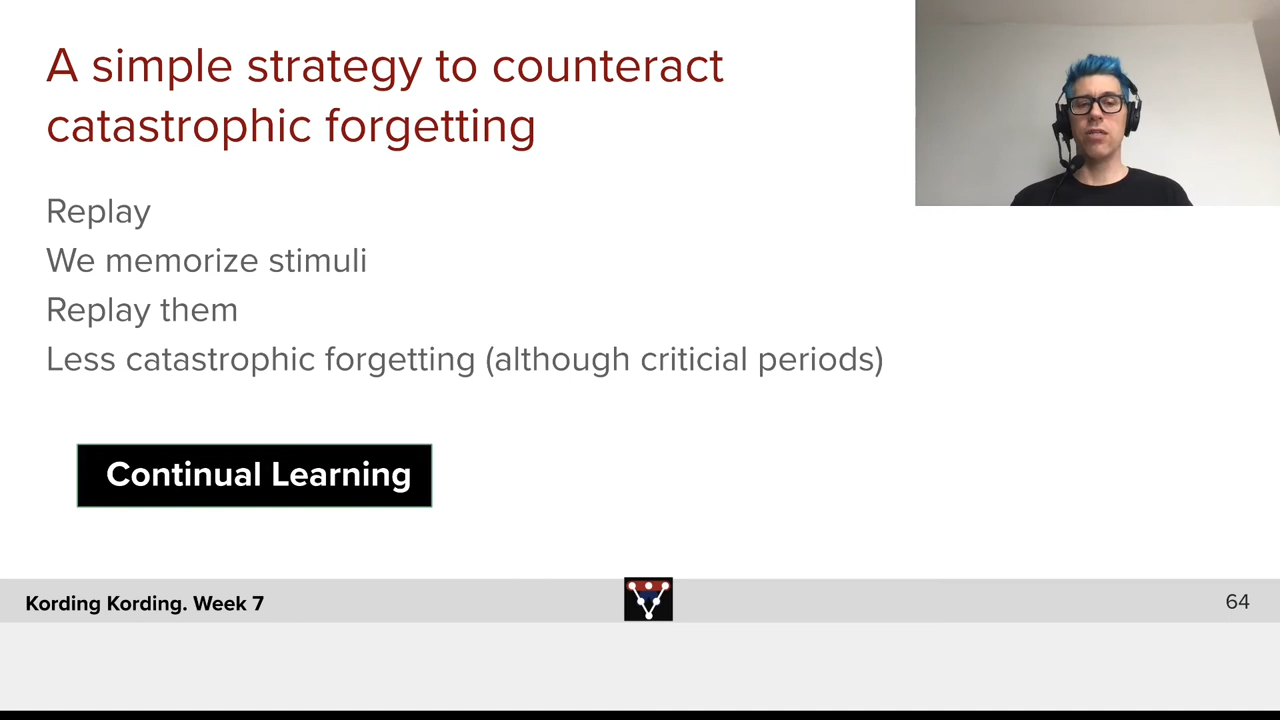 A simple strategy to counteract
catastrophic forgetting
Replay
We memorize stimuli
Replay them
Less catastrophic forgetting (although criticial periods)
Continual Learning
Kording Kording. Week 7
64